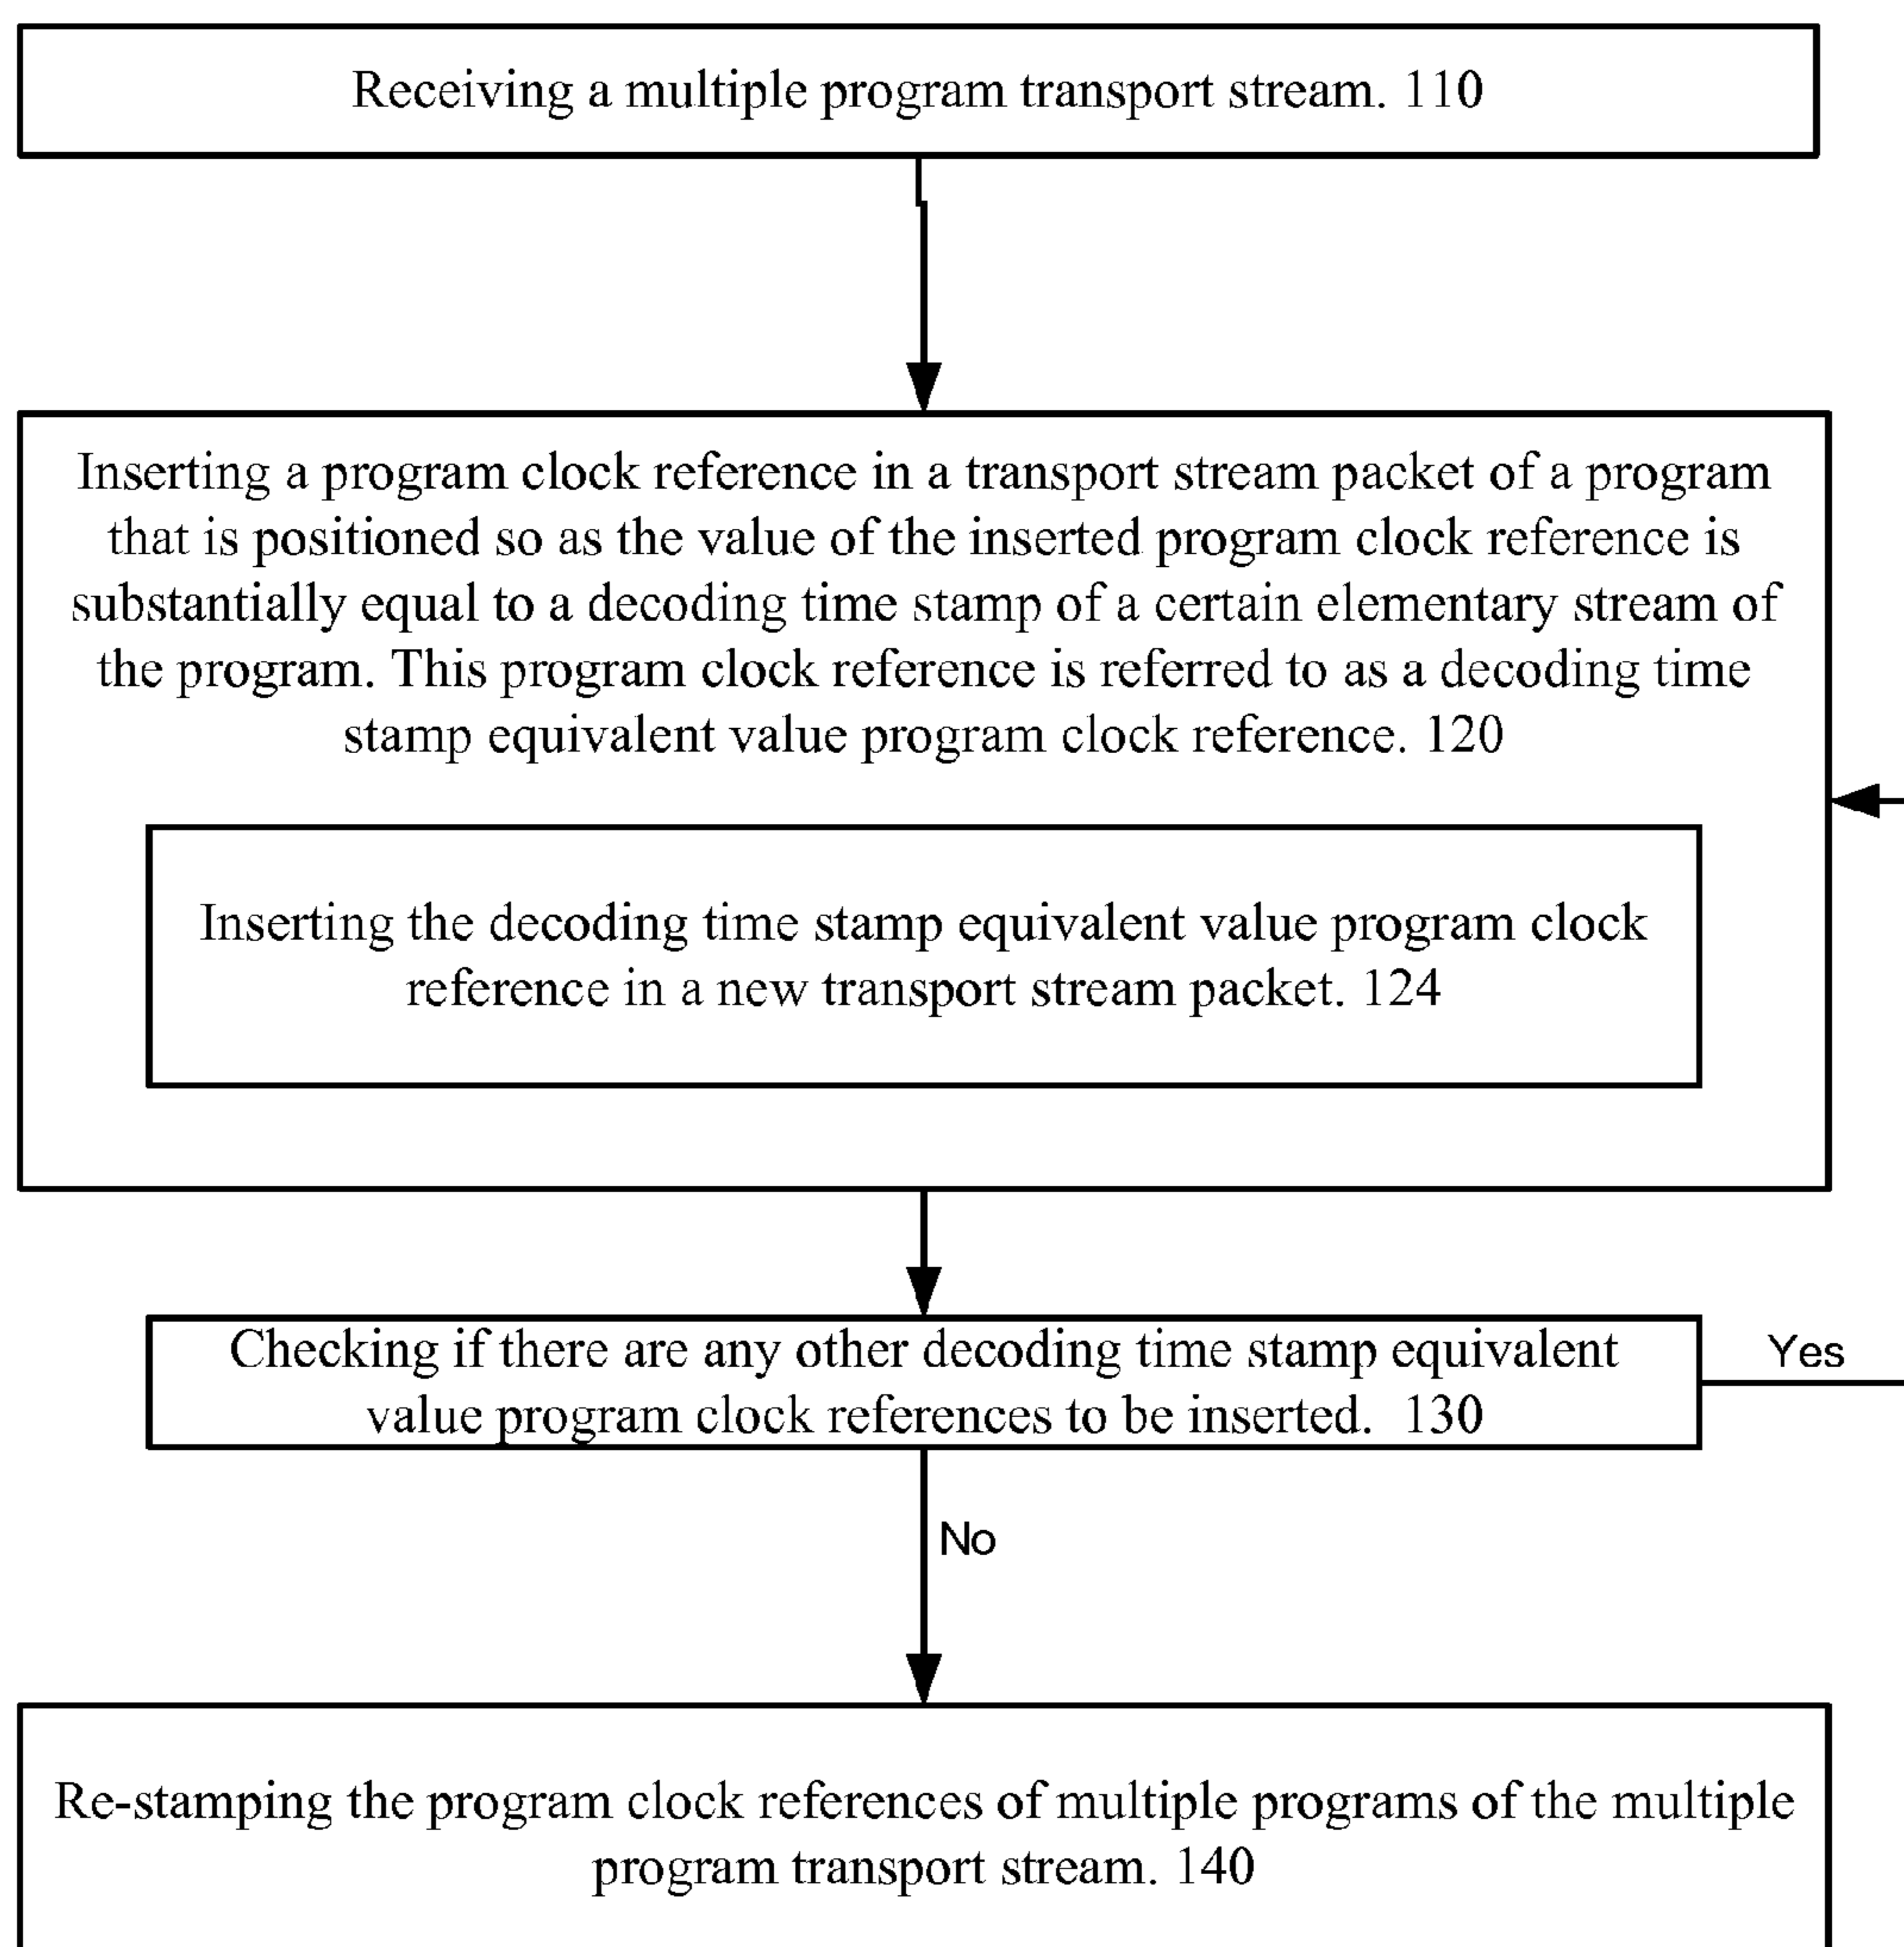 Receiving a multiple program transport stream. 110
Inserting a program clock reference in a transport stream packet of a program
that is positioned so as the value of the inserted program clock reference is
substantially equal to a decoding time stamp of a certain elementary stream of
the program. This program clock reference is referred to as a decoding time
stamp equivalent value program clock reference. 120
Inserting the decoding time stamp equivalent value program clock
reference in a new transport stream packet. 124
Checking if there are any other decoding time stamp equivalent
value program clock references to be inserted. 130
Yes
No
Re-stamping the program clock references of multiple programs of the multiple
program transport stream. 140